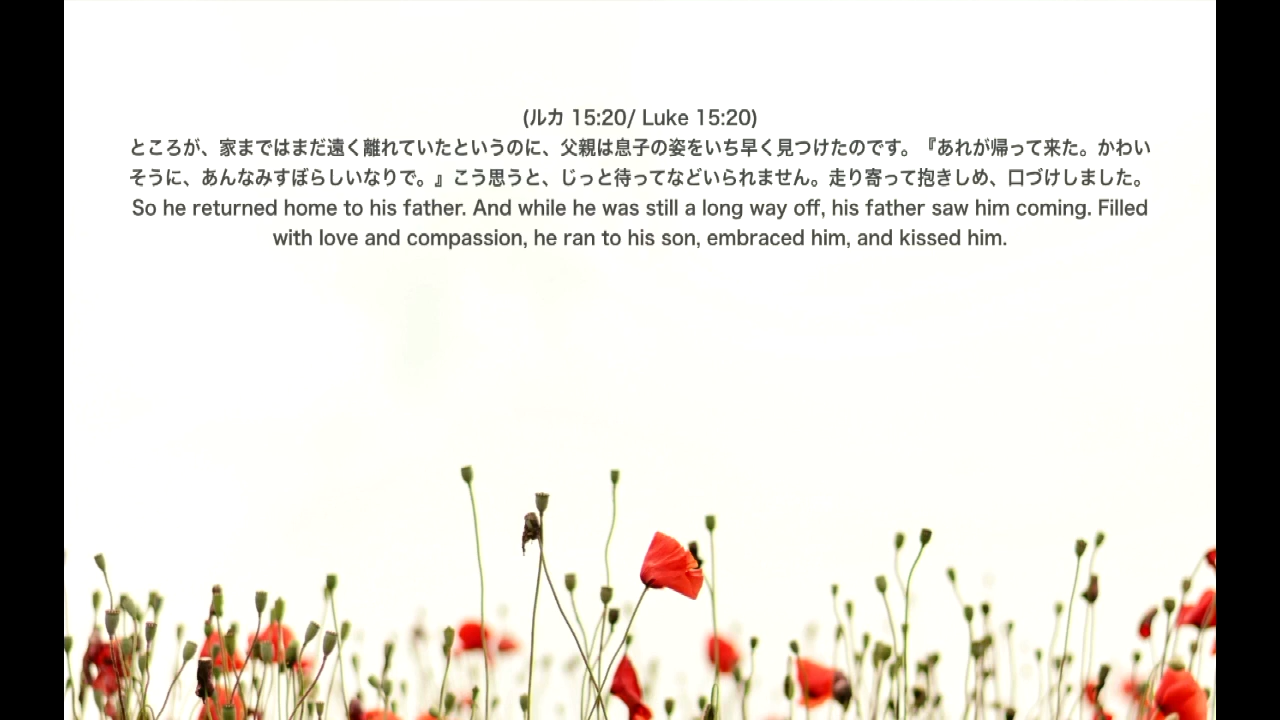 (ルカ 15:20/ Luke 15:20)
ところが、家まではまだ遠く離れていたというのに、父親は息子の姿をいち早く見つけたのです。『あれが帰って来た。かわい
そうに、あんなみすぼらしいなりで。』こう思うと、じっと待ってなどいられません。走り寄って抱きしめ、口づけしました。
So he returned home to his father. And while he was still a long way off, his father saw him coming. Filled
with love and compassion, he ran to his son, embraced him, and kissed him.